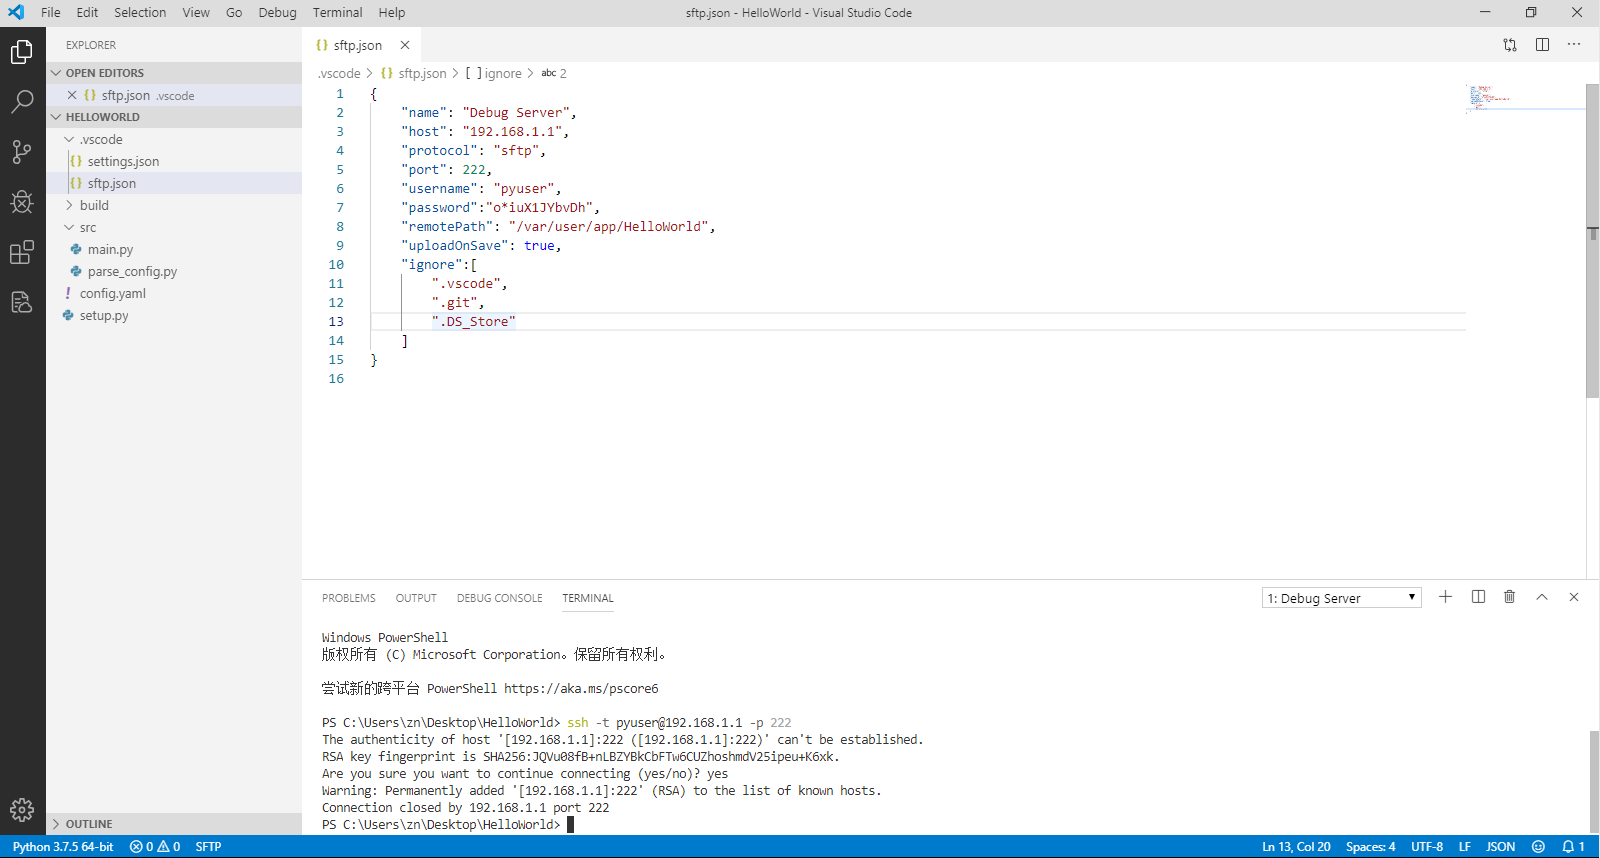 File Edit Selection View Go Debug Terminal Help
sftp.json - HelloWorld - Visual Studio Code
EXPLORER
OPEN EDITORS
sftp.json .vscode
HELLOWORLD
.vscode
settings.json
sftp.json
build
src
main.py
parse_config.py
config.yaml
setup.py
OUTLINE
sftp.json
.vscode > {} sftp.json > [ ] ignore > abc 2
1 {
2 "name": "Debug Server",
3 "host": "192.168.1.1",
4 "protocol": "sftp",
5 "port": 222,
6 "username": "pyuser",
7 "password":"o*iuX1JYbvDh",
8 "remotePath": "/var/user/app/HelloWorld",
9 "uploadOnSave": true,
10 "ignore":[
11 ".vscode",
12 ".git",
13 ".DS_Store"
14 ]
15 }
16
PROBLEMS OUTPUT DEBUG CONSOLE TERMINAL
1: Debug Server
Windows PowerShell
版权所有 (C) Microsoft Corporation。保留所有权利。
尝试新的跨平台 PowerShell https://aka.ms/pscore6
PS C:\Users\zn\Desktop\HelloWorld> ssh -t pyuser@192.168.1.1 -p 222
The authenticity of host '[192.168.1.1]:222 ([192.168.1.1]:222)' can't be established.
RSA key fingerprint is SHA256:JQVu08fB+nLBZYBkCbFTw6CUZhoshmdV25ipeu+K6xk.
Are you sure you want to continue connecting (yes/no)? yes
Warning: Permanently added '[192.168.1.1]:222' (RSA) to the list of known hosts.
Connection closed by 192.168.1.1 port 222
PS C:\Users\zn\Desktop\HelloWorld>
Python 3.7.5 64-bit 0 0 SFTP
Ln 13, Col 20 Spaces: 4 UTF-8 LF JSON 1